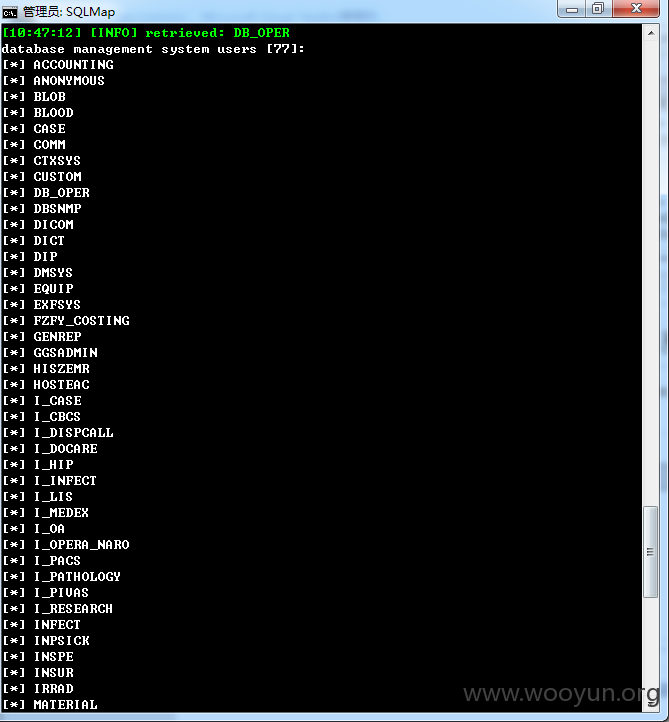 管理员: SQLMap
[10:47:12] [INFO] retrieved: DB_OPER
database management system users [77]:
[*] ACCOUNTING
[*] ANONYMOUS
[*] BLOB
[*] BLOOD
[*] CASE
[*] COMM
[*] CTXSYS
[*] CUSTOM
[*] DB_OPER
[*] DBSNMP
[*] DICOM
[*] DICT
[*] DIP
[*] DMSYS
[*] EQUIP
[*] EXFSYS
[*] FZFY_COSTING
[*] GENREP
[*] GGSADMIN
[*] HISZEMR
[*] HOSTEAC
[*] I_CASE
[*] I_CBCS
[*] I_DISPCALL
[*] I_DOCARE
[*] I_HIP
[*] I_INFECT
[*] I_LIS
[*] I_MEDEX
[*] I_OA
[*] I_OPERA_NARO
[*] I_PACS
[*] I_PATHOLOGY
[*] I_PIVAS
[*] I_RESEARCH
[*] INFECT
[*] INPSICK
[*] INSPE
[*] INSUR
[*] IRRAD
[*] MATERIAL
www.wooyun.org